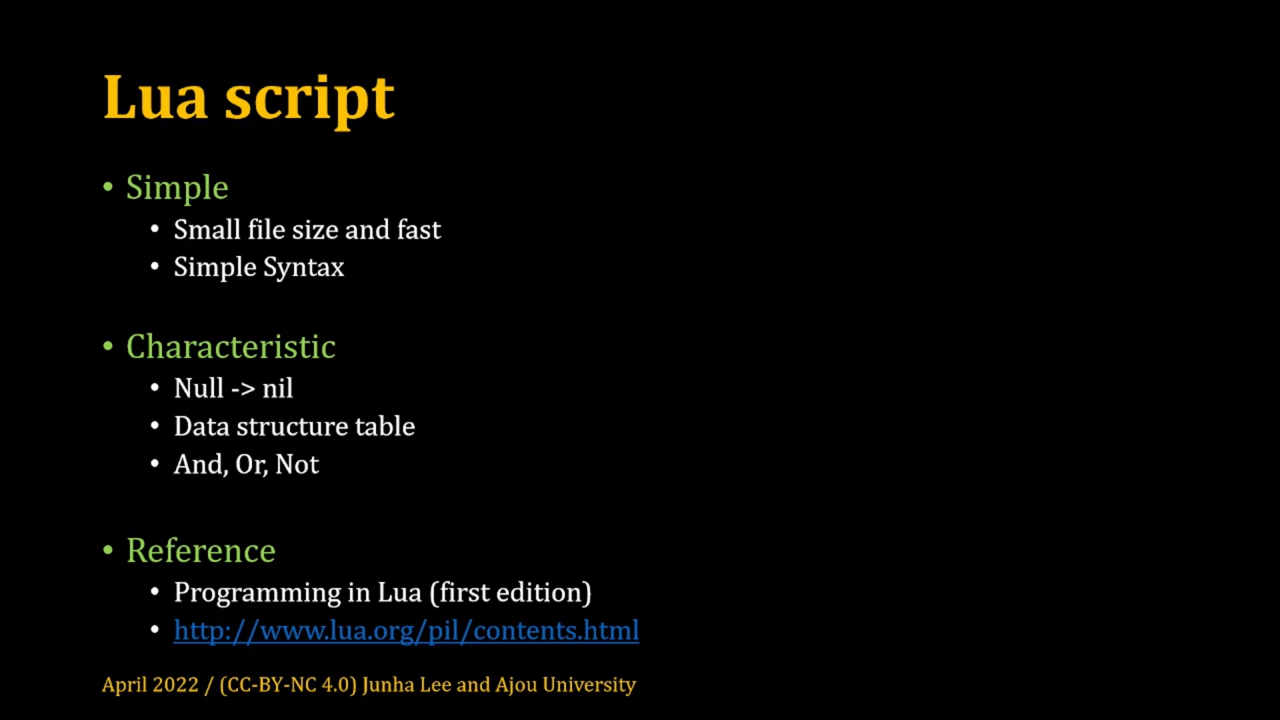 Lua script
• Simple
• Small file size and fast
• Simple Syntax
• Characteristic
• Null -> nil
• Data structure table
• And, Or, Not
• Reference
• Programming in Lua (first edition)
• http://www.lua.org/pil/contents.html
April 2022 / (CC-BY-NC 4.0) Junha Lee and Ajou University